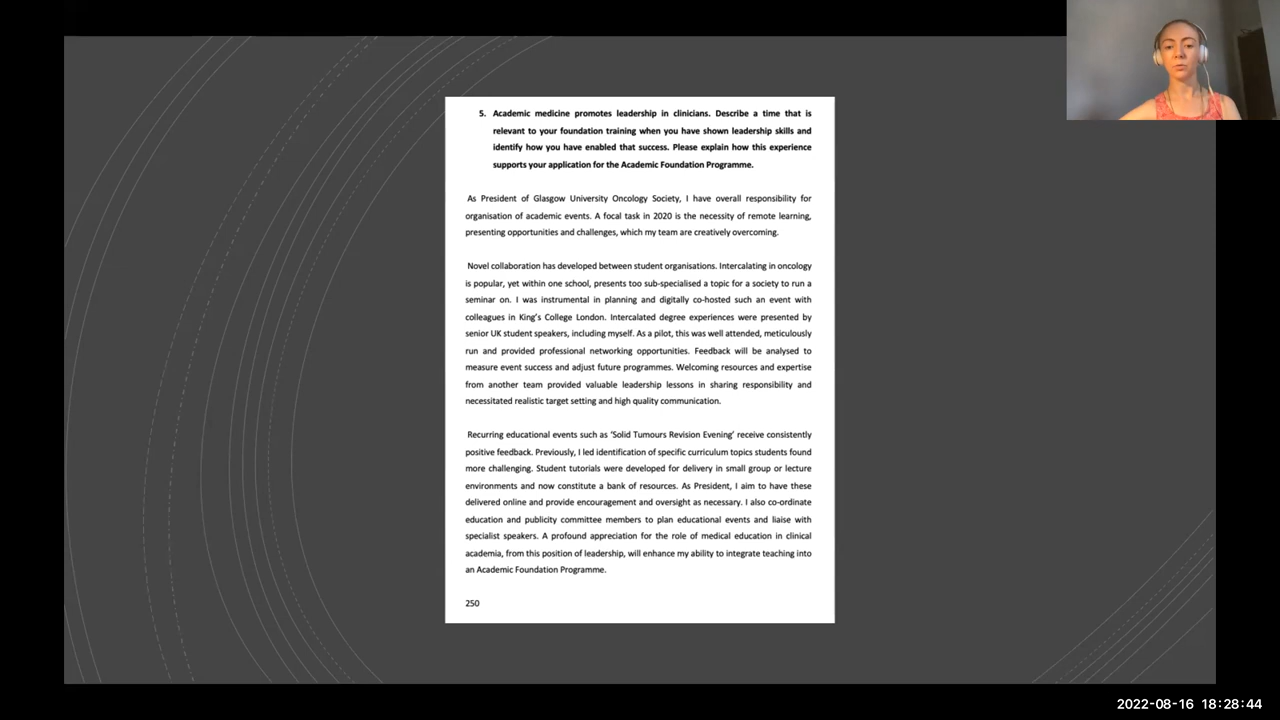 5. Academic medicine promotes leadership in clinicians. Describe a time that is
relevant to your foundation training when you have shown leadership skills and
identify how you have enabled that success. Please explain how this experience
supports your application for the Academic Foundation Programme.
As President of Glasgow University Oncology Society, I have overall responsibility for
organisation of academic events. A focal task in 2020 is the necessity of remote learning,
presenting opportunities and challenges, which my team are creatively overcoming.
Novel collaboration has developed between student organisations. Intercalating in oncology
is popular, yet within one school, presents too sub-specialised a topic for a society to run a
seminar on. I was instrumental in planning and digitally co-hosted such an event with
colleagues in King's College London. Intercalated degree experiences were presented by
senior UK student speakers, including myself. As a pilot, this was well attended, meticulously
run and provided professional networking opportunities. Feedback will be analysed to
measure event success and adjust future programmes. Welcoming resources and expertise
from another team provided valuable leadership lessons in sharing responsibility and
necessitated realistic target setting and high quality communication.
Recurring educational events such as 'Solid Tumours Revision Evening' receive consistently
positive feedback. Previously, I led identification of specific curriculum topics students found
more challenging. Student tutorials were developed for delivery in small group or lecture
environments and now constitute a bank of resources. As President, I aim to have these
delivered online and provide encouragement and oversight as necessary. I also co-ordinate
education and publicity committee members to plan educational events and liaise with
specialist speakers. A profound appreciation for the role of medical education in clinical
academia, from this position of leadership, will enhance my ability to integrate teaching into
an Academic Foundation Programme.
250
2022-08-16 18:28:44